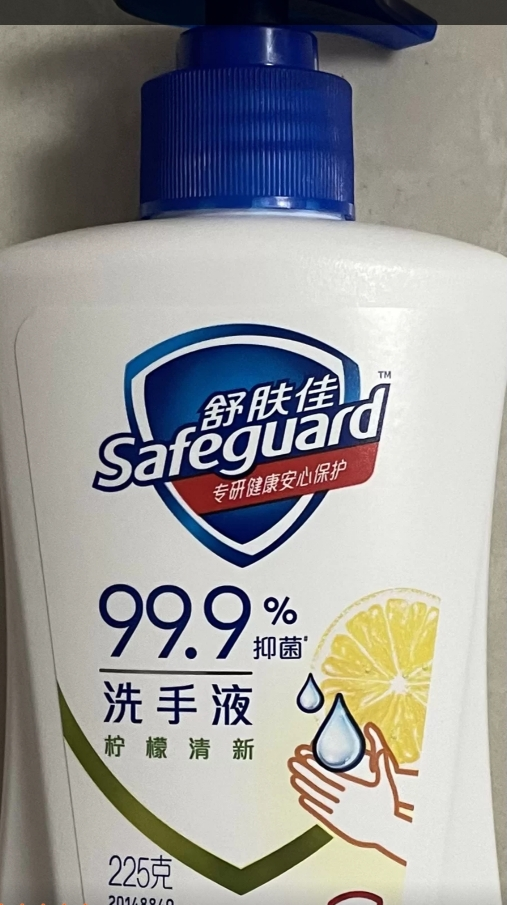 舒肤佳
Safeguard™
专研健康安心保护
99.9%
抑菌*
洗手液
柠檬清新
225克